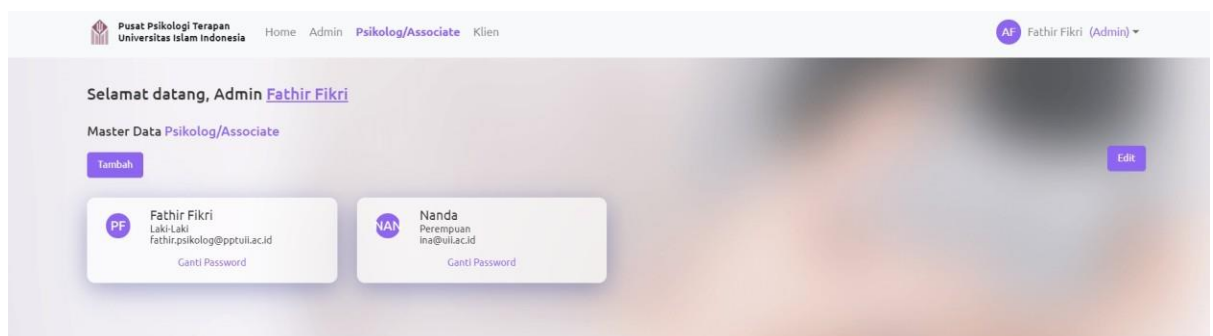 Pusat Psikologi Terapan
Universitas Islam Indonesia
Home Admin Psikolog/Associate Klien
AF Fathir Fikri (Admin)
Selamat datang, Admin Fathir Fikri
Master Data Psikolog/Associate
Tambah
Edit
PF
Fathir Fikri
Laki-Laki
fathir.psikolog@pptuii.ac.id
Ganti Password
NAN
Nanda
Perempuan
ina@uii.ac.id
Ganti Password